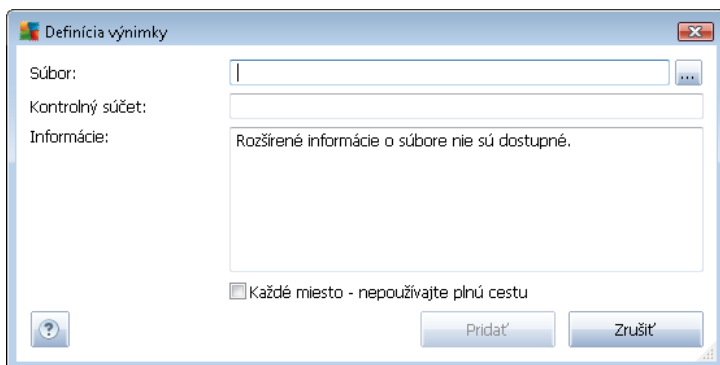 Definícia výnimky
Súbor:
...
Kontrolný súčet:
Informácie:
Rozšírené informácie o súbore nie sú dostupné.
Každé miesto - nepoužívajte plnú cestu
?
Pridať
Zrušiť